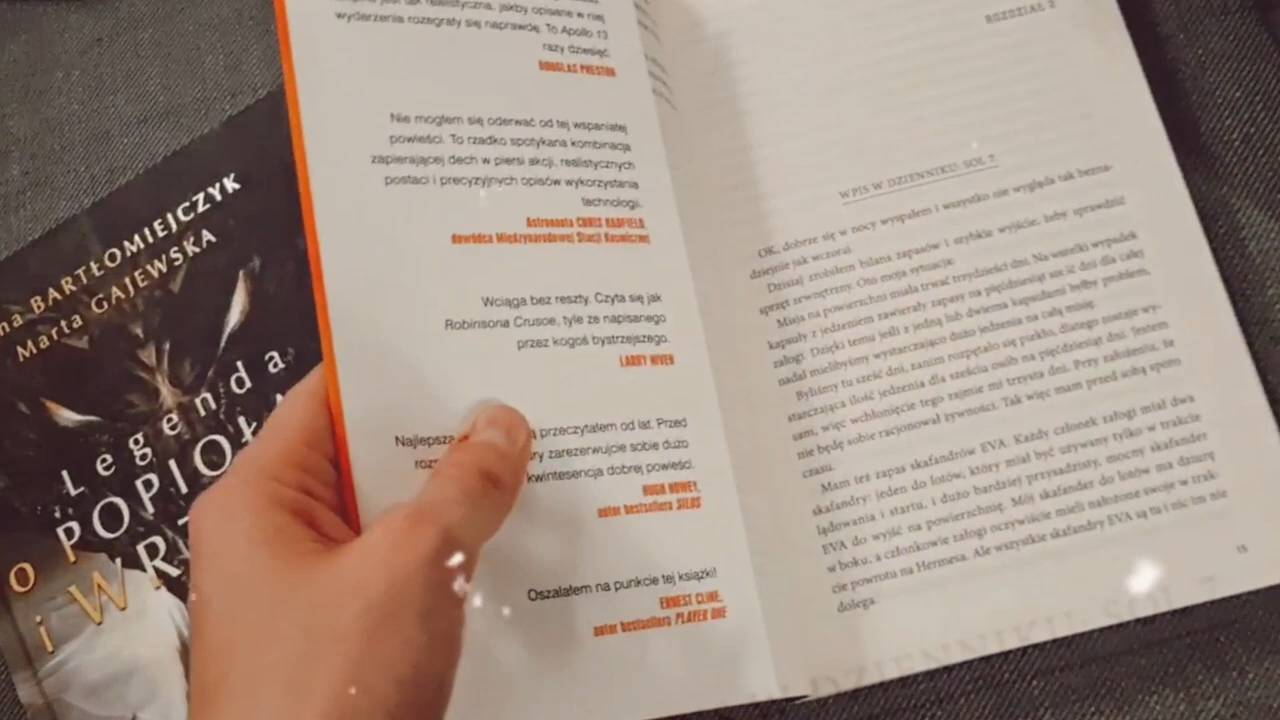 na BARTŁOMIEJCZYK
Marta GAJEWSKA
Legenda
o POPIOŁ
i WR
jest tak realistyczna, jakby opisane w niej
wydarzenia rozegrały się naprawdę. To Apollo 13
razy dziesięć.
DOUGLAS PRESTON
Nie mogłem się oderwać od tej wspaniałej
powieści. To rzadko spotykana kombinacja
zapierającej dech w piersi akcji, realistycznych
postaci i precyzyjnych opisów wykorzystania
technologii.
Astronauta CHRIS HADFIELD,
dowódca Międzynarodowej Stacji Kosmicznej
Wciąga bez reszty. Czyta się jak
Robinsona Crusoe, tyle że napisanego
przez kogoś bystrzejszego.
LARRY NIVEN
Najlepsza przeczytałem od lat. Przed
zarezerwujcie sobie dużo
kwintesencja dobrej powieści.
HUGH HOWEY,
autor bestsellera SILOS
Oszalałem na punkcie tej książki!
ERNEST CLINE,
autor bestsellera PLAYER ONE
ROZDZIAŁ 2
WPIS W DZIENNIKU: SOL 7
OK, dobrze się w nocy wyspałem i wszystko nie wygląda tak bezna-
dziejnie jak wczoraj.
Dzisiaj zrobiłem bilans zapasów i szybkie wyjście, żeby sprawdzić
sprzęt zewnętrzny. Oto moja sytuacja:
Misja na powierzchni miała trwać trzydzieści dni. Na wszelki wypadek
kapsuły z jedzeniem zawierały zapasy na pięćdziesiąt sześć dni dla całej
załogi. Dzięki temu jeśli z jedną lub dwiema kapsułami byłby problem,
nadal mielibyśmy wystarczająco dużo jedzenia na całą misję.
Byliśmy tu sześć dni, zanim rozpętało się piekło, dlatego zostaje wy-
starczająca ilość jedzenia dla sześciu osób na pięćdziesiąt dni. Jestem
sam, więc wchłonięcie tego zajmie mi trzysta dni. Przy założeniu, że
nie będę sobie racjonował żywności. Tak więc mam przed sobą sporo
czasu.
Mam też zapas skafandrów EVA. Każdy członek załogi miał dwa
skafandry: jeden do lotów, który miał być używany tylko w trakcie
lądowania i startu, i dużo bardziej przysadzisty, mocny skafander
EVA do wyjść na powierzchnię. Mój skafander do lotów ma dziurę
w boku, a członkowie załogi oczywiście mieli nałożone swoje w trak-
cie powrotu na Hermesa. Ale wszystkie skafandry EVA są tu i nic im nie
dolega.
15